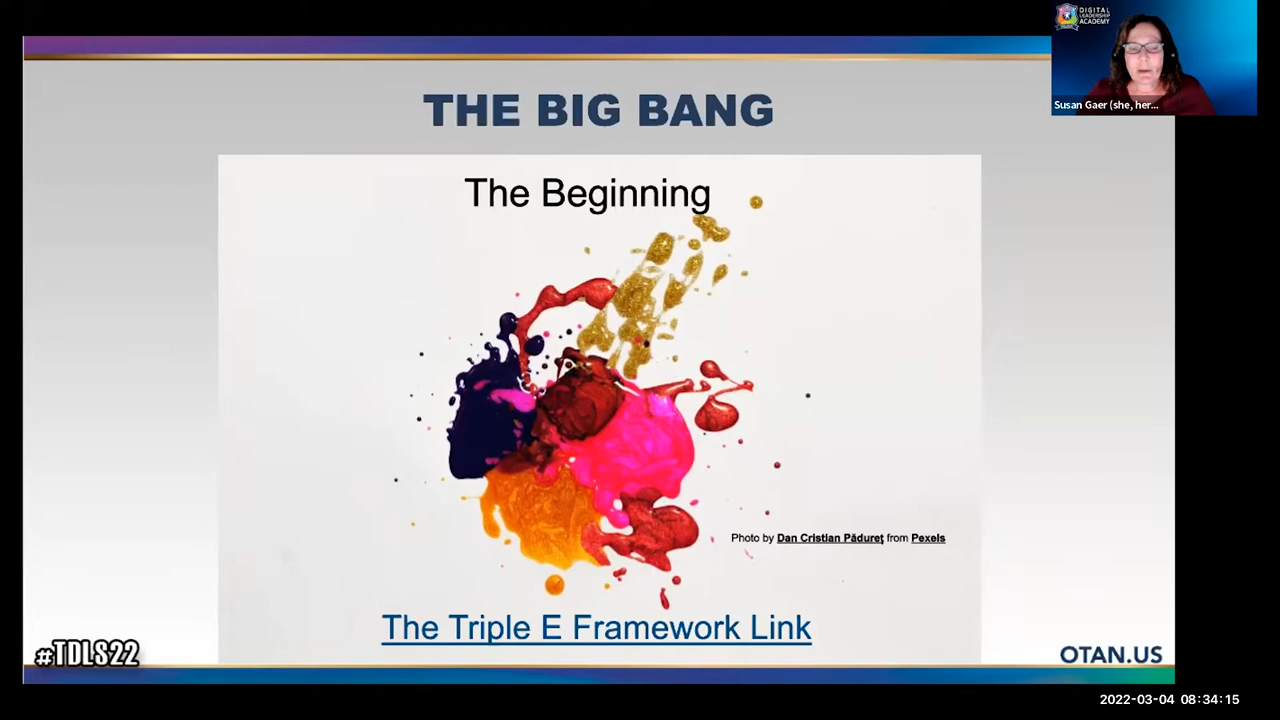 DIGITAL
LEADERSHIP
ACADEMY
Susan Gaer (she, her...
THE BIG BANG
The Beginning
Photo by Dan Cristian Pădureț from Pexels
The Triple E Framework Link
#TDLS22
OTAN.US
2022-03-04 08:34:15